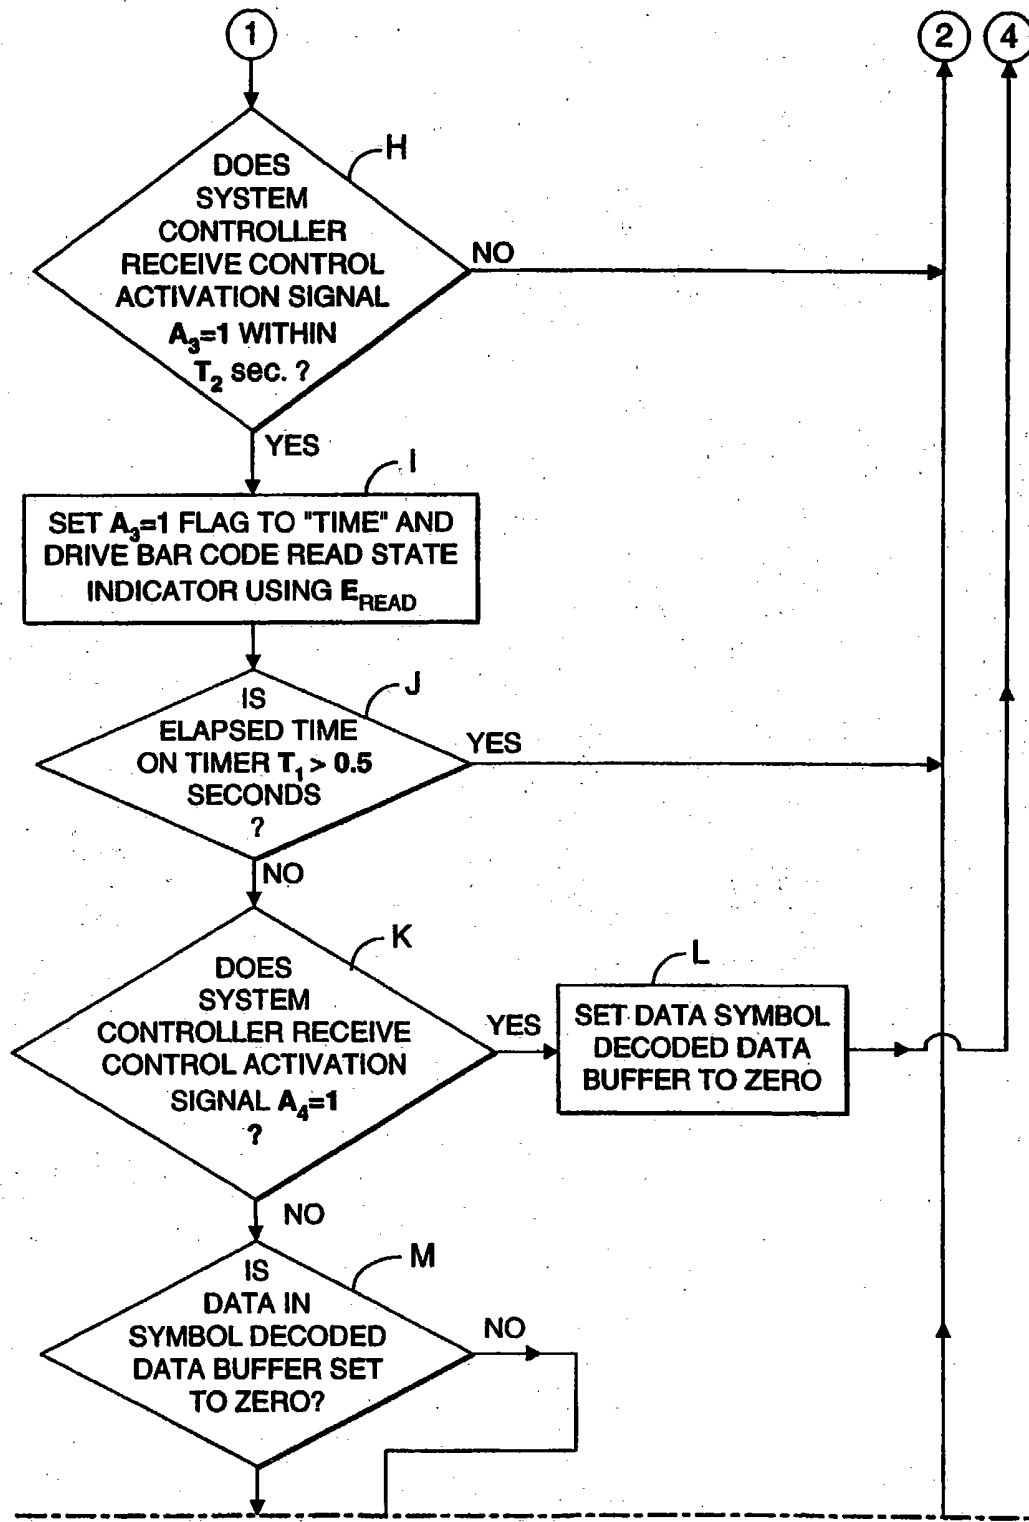 1
2
4
H
DOES
SYSTEM
CONTROLLER
RECEIVE CONTROL
ACTIVATION SIGNAL
A3=1 WITHIN
T2 sec. ?
NO
YES
I
SET A3=1 FLAG TO "TIME" AND
DRIVE BAR CODE READ STATE
INDICATOR USING EREAD
J
IS
ELAPSED TIME
ON TIMER T1 > 0.5
SECONDS
?
YES
NO
K
DOES
SYSTEM
CONTROLLER RECEIVE
CONTROL ACTIVATION
SIGNAL A4=1
?
YES
L
SET DATA SYMBOL
DECODED DATA
BUFFER TO ZERO
NO
M
IS
DATA IN
SYMBOL DECODED
DATA BUFFER SET
TO ZERO?
NO